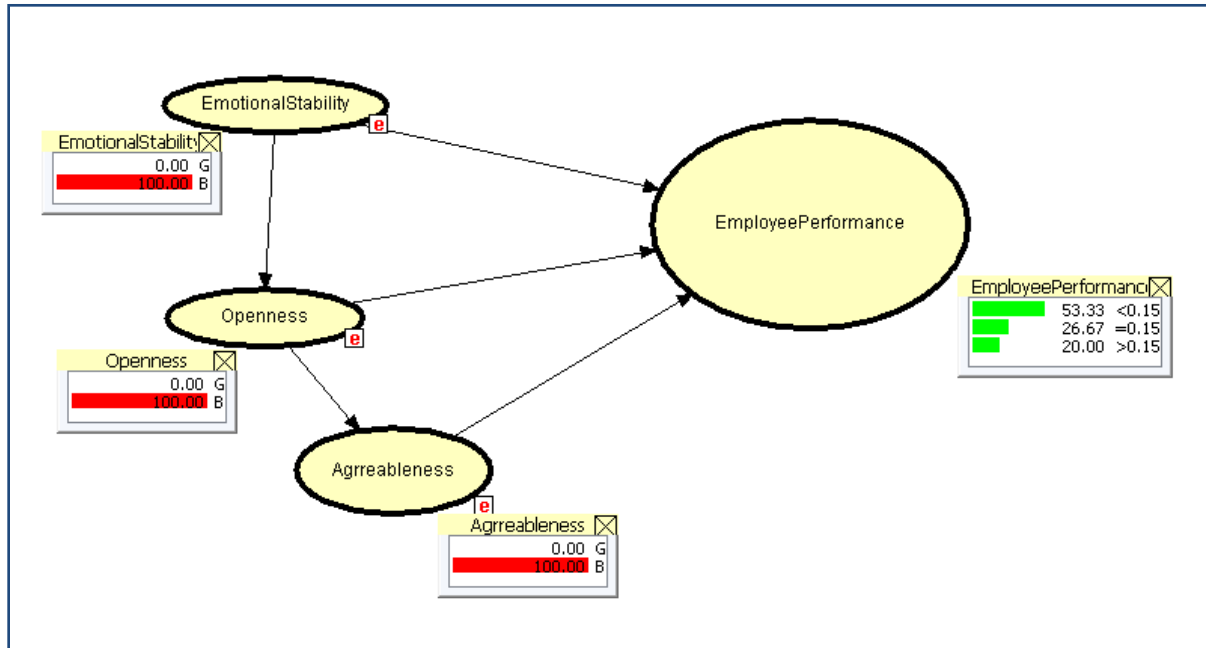 EmotionalStability
e
EmotionalStability
0.00 G
100.00 B
EmployeePerformance
EmployeePerformance
53.33 <0.15
26.67 =0.15
20.00 >0.15
Openness
e
Openness
0.00 G
100.00 B
Agrreableness
e
Agrreableness
0.00 G
100.00 B